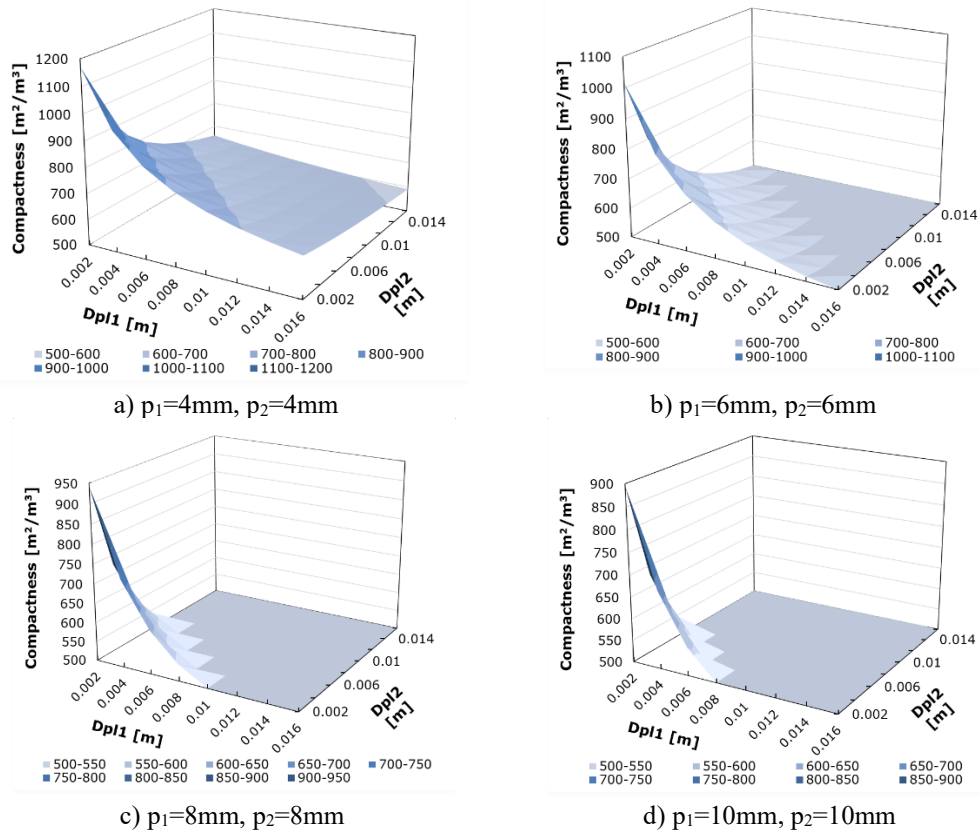 1200
1100
1000
900
800
700
600
500
Compactness [m²/m³]
0.002
0.004
0.006
0.008
0.01
0.012
0.014
0.016
Dpl1 [m]
0.002
0.006
0.01
0.014
Dpl2
[m]
500-600 600-700 700-800 800-900
900-1000 1000-1100 1100-1200
a) p₁=4mm, p₂=4mm
1100
1000
900
800
700
600
500
Compactness [m²/m³]
0.002
0.004
0.006
0.008
0.01
0.012
0.014
0.016
Dpl1 [m]
0.002
0.006
0.01
0.014
Dpl2
[m]
500-600 600-700 700-800
800-900 900-1000 1000-1100
b) p₁=6mm, p₂=6mm
950
900
850
800
750
700
650
600
550
500
Compactness [m²/m³]
0.002
0.004
0.006
0.008
0.01
0.012
0.014
0.016
Dpl1 [m]
0.002
0.006
0.01
0.014
Dpl2
[m]
500-550 550-600 600-650 650-700 700-750
750-800 800-850 850-900 900-950
c) p₁=8mm, p₂=8mm
900
850
800
750
700
650
600
550
500
Compactness [m²/m³]
0.002
0.004
0.006
0.008
0.01
0.012
0.014
0.016
Dpl1 [m]
0.002
0.006
0.01
0.014
Dpl2
[m]
500-550 550-600 600-650 650-700
700-750 750-800 800-850 850-900
d) p₁=10mm, p₂=10mm